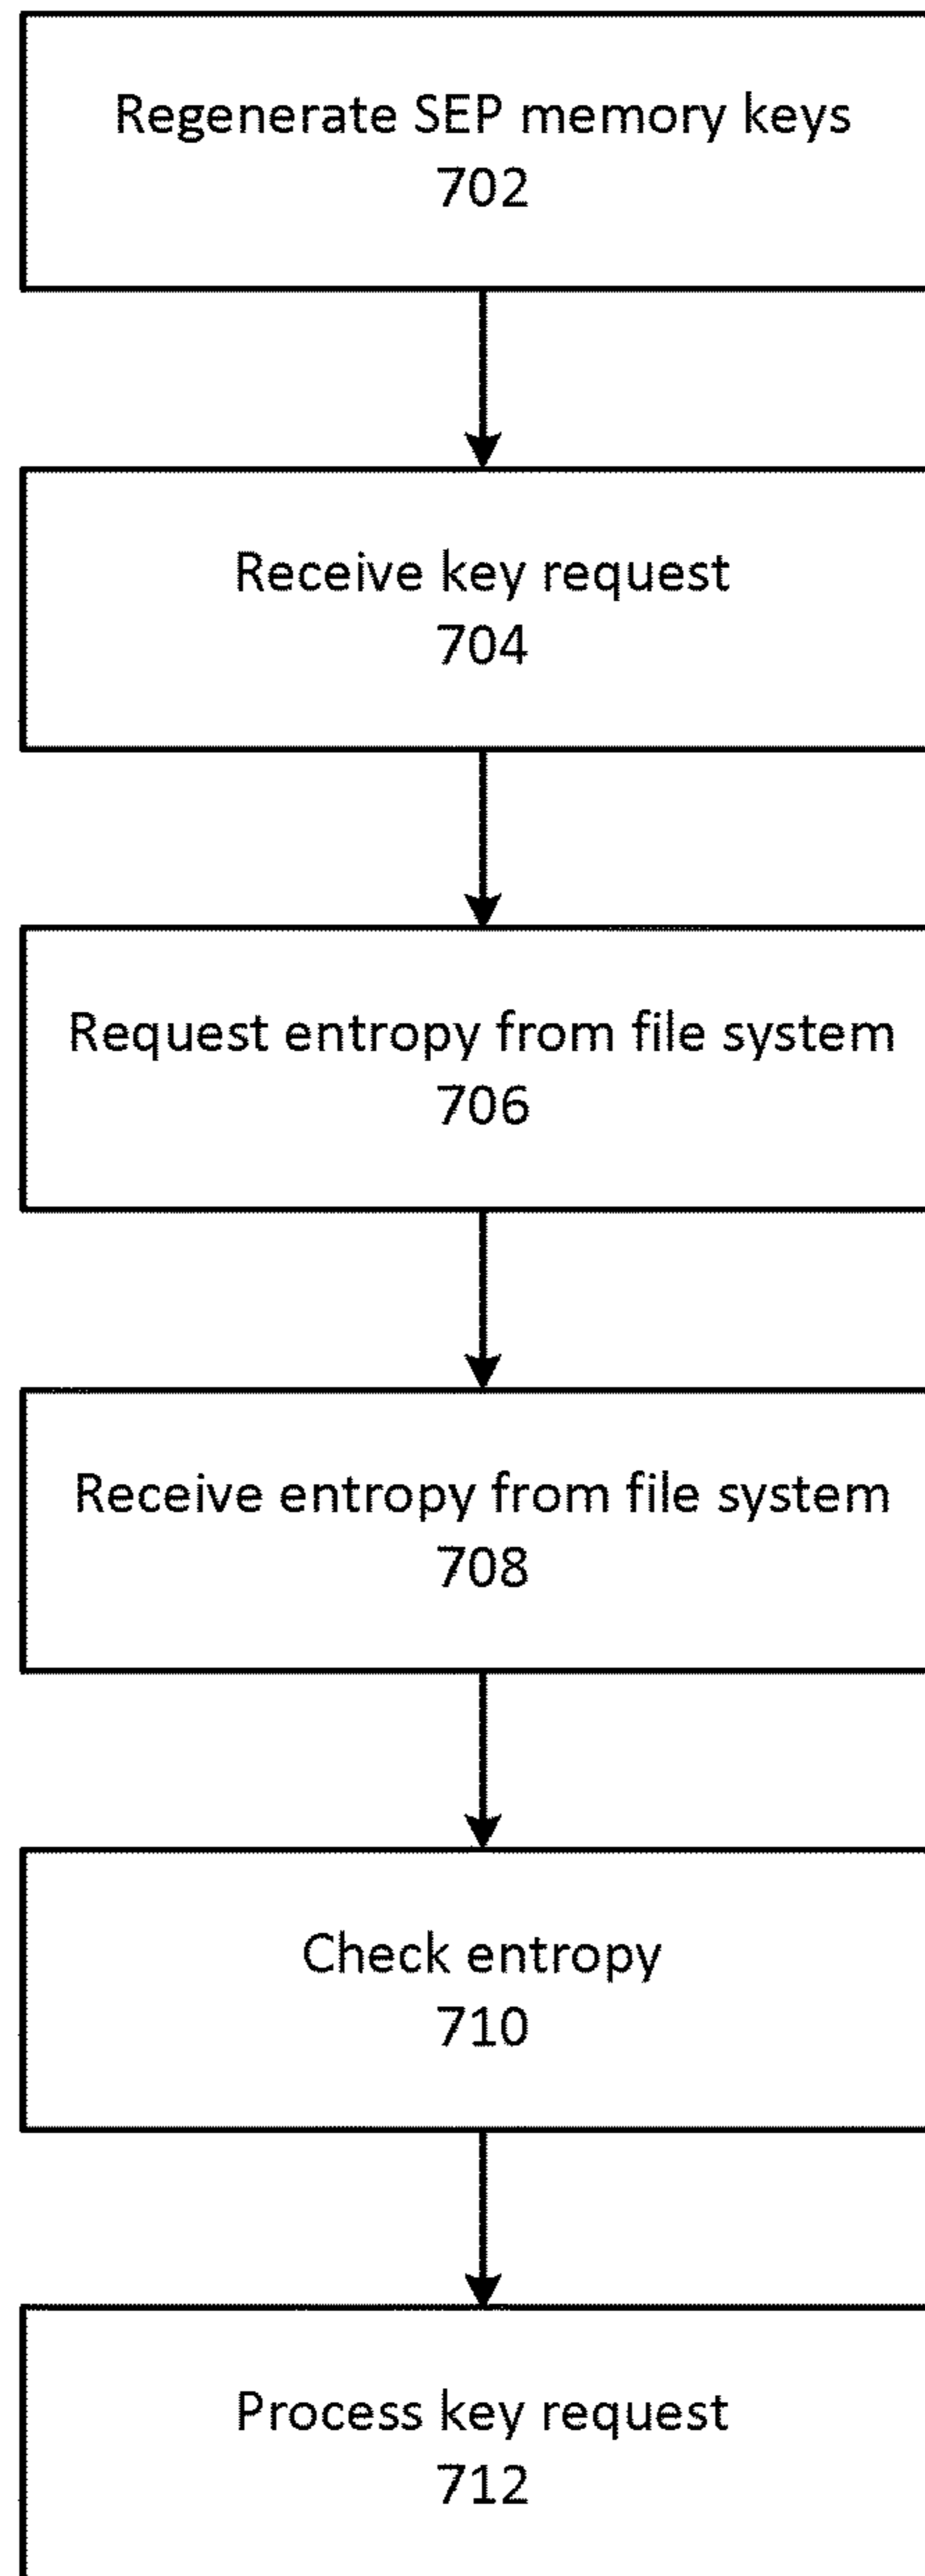 Regenerate SEP memory keys
702
Receive key request
704
Request entropy from file system
706
Receive entropy from file system
708
Check entropy
710
Process key request
712